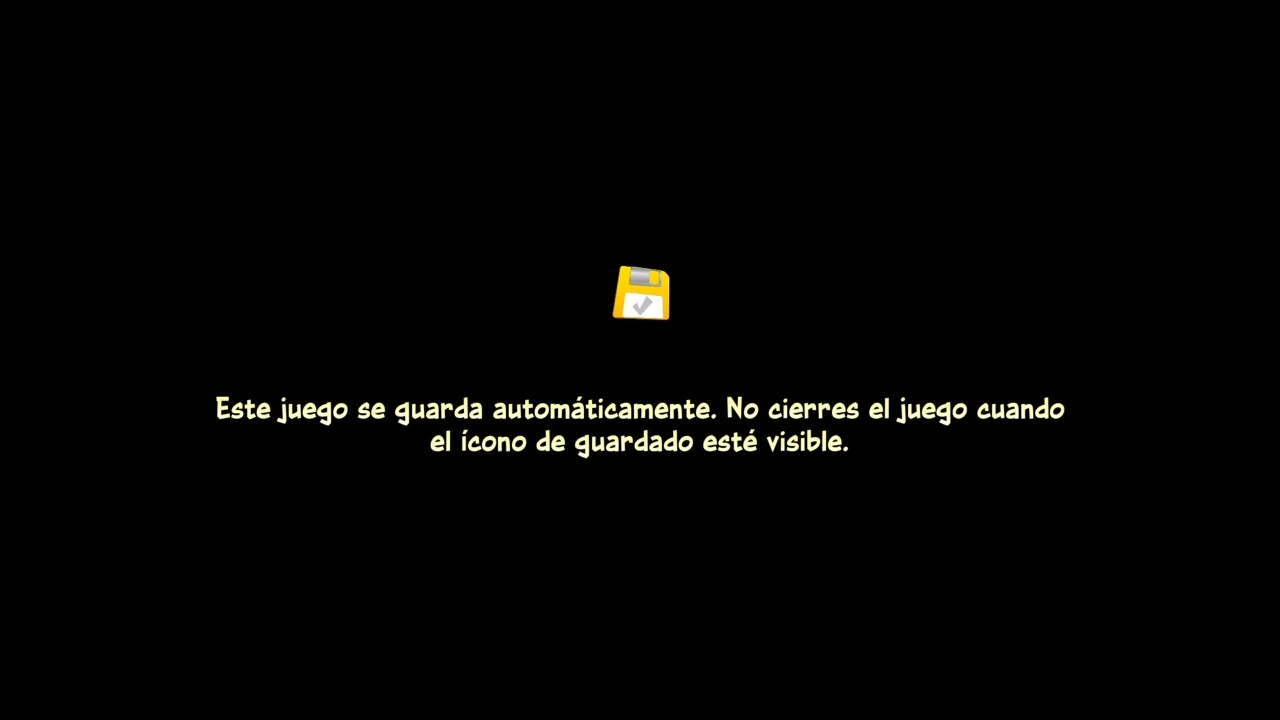 Este juego se guarda automáticamente. No cierres el juego cuando
el ícono de guardado esté visible.